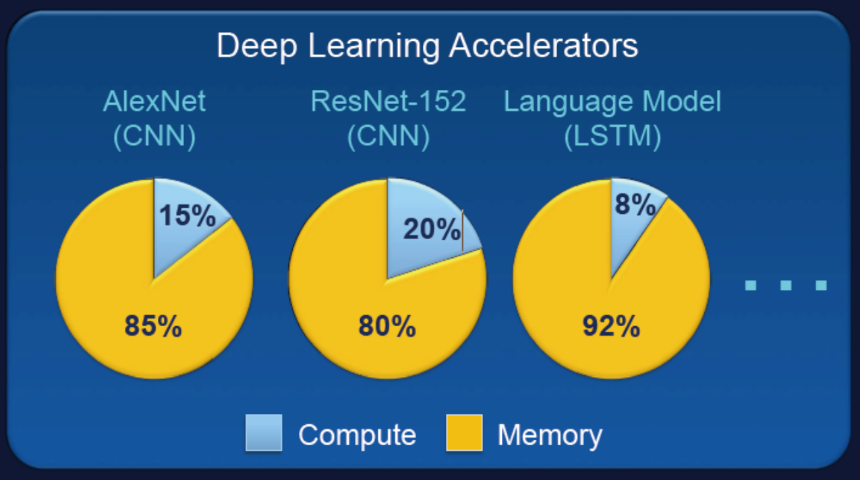 Deep Learning Accelerators
AlexNet
(CNN)
ResNet-152
(CNN)
Language Model
(LSTM)
15%
85%
20%
80%
8%
92%
. . .
Compute
Memory